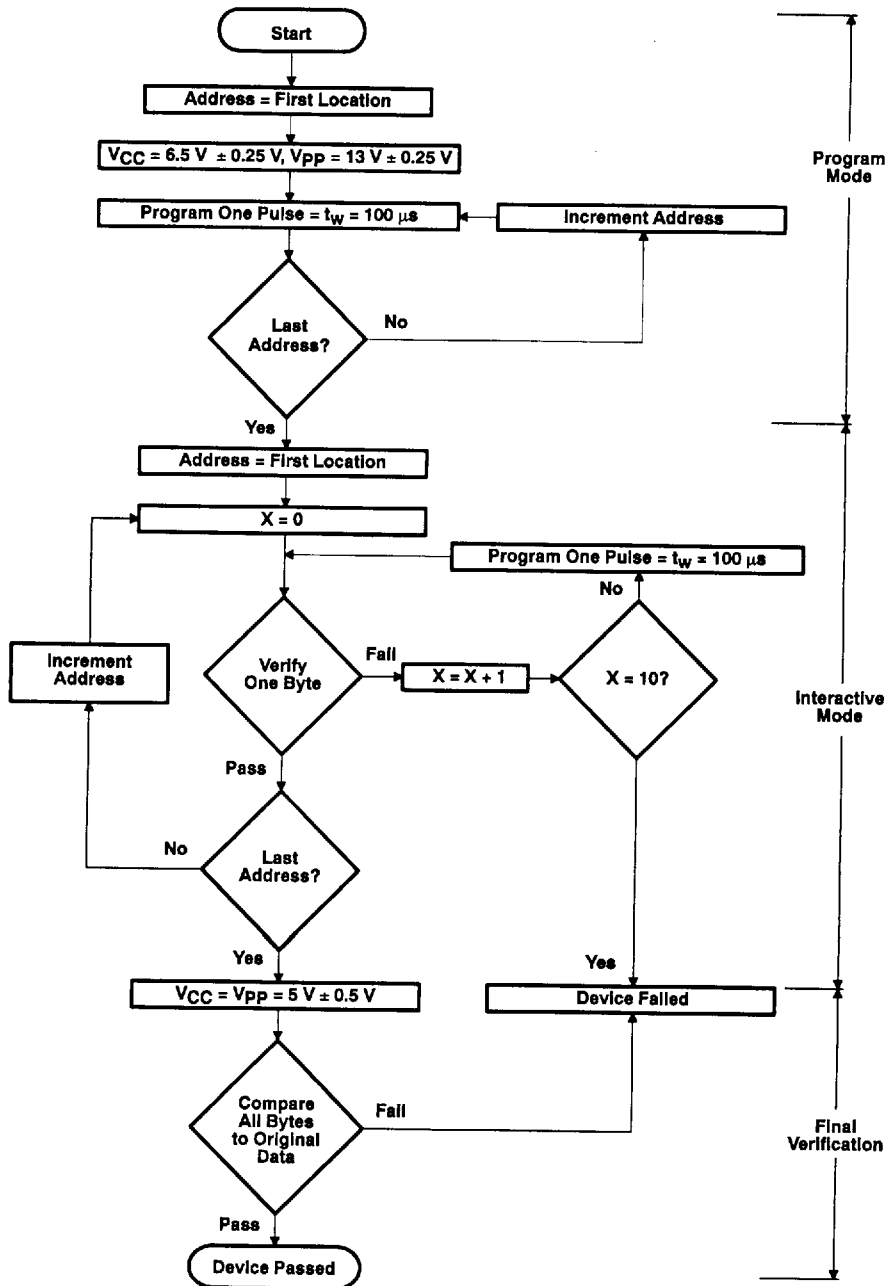 Start
Address = First Location
VCC = 6.5 V ± 0.25 V, VPP = 13 V ± 0.25 V
Program
Mode
Program One Pulse = tW = 100 µs
Increment Address
Last
Address?
No
Yes
Address = First Location
X = 0
Program One Pulse = tW = 100 µs
No
Increment
Address
Verify
One Byte
Fail
X = X + 1
X = 10?
Interactive
Mode
Pass
No
Last
Address?
Yes
Yes
VCC = VPP = 5 V ± 0.5 V
Device Failed
Compare
All Bytes
to Original
Data
Fail
Final
Verification
Pass
Device Passed